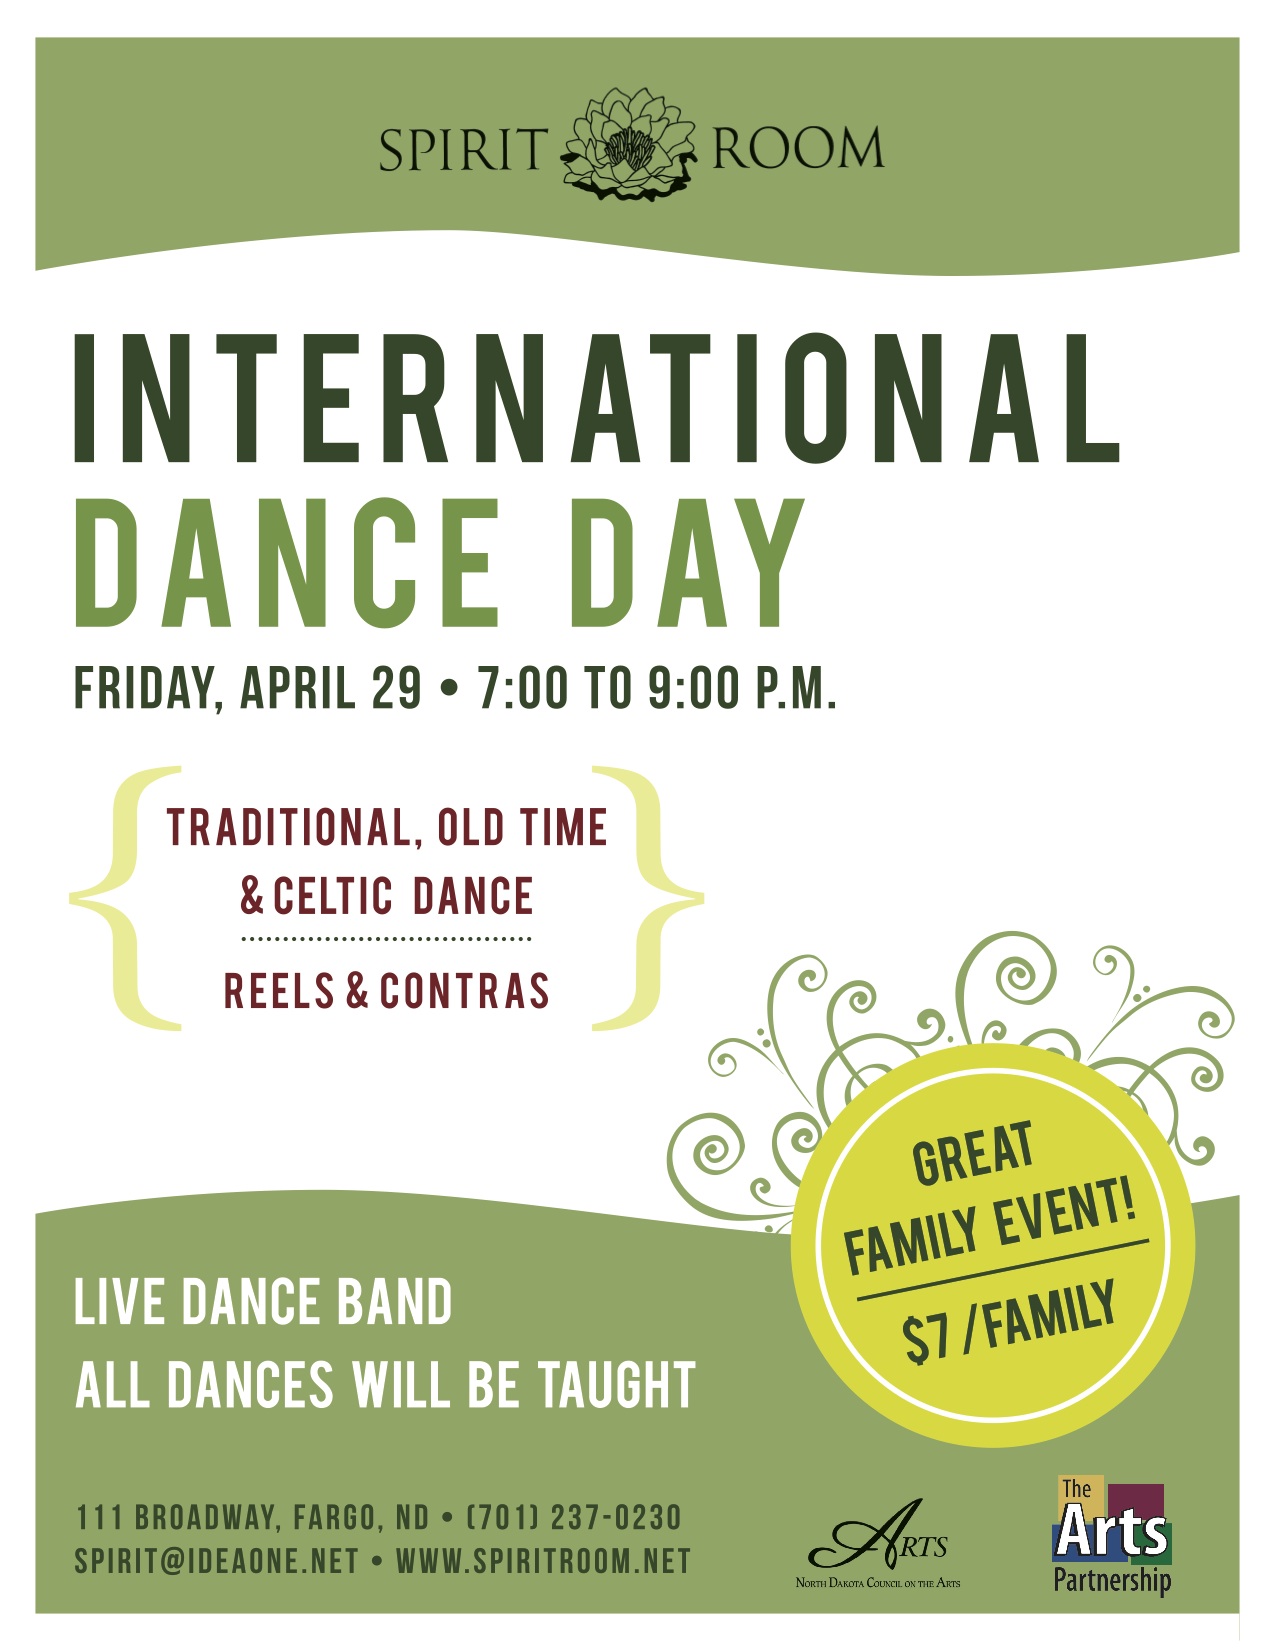 SPIRIT ROOM
INTERNATIONAL
DANCE DAY
FRIDAY, APRIL 29 • 7:00 TO 9:00 P.M.
TRADITIONAL, OLD TIME
& CELTIC DANCE
REELS & CONTRAS
GREAT
FAMILY EVENT!
$7 / FAMILY
LIVE DANCE BAND
ALL DANCES WILL BE TAUGHT
111 BROADWAY, FARGO, ND • (701) 237-0230
SPIRIT@IDEAONE.NET • WWW.SPIRITROOM.NET
ARTS
NORTH DAKOTA COUNCIL ON THE ARTS
The
Arts
Partnership